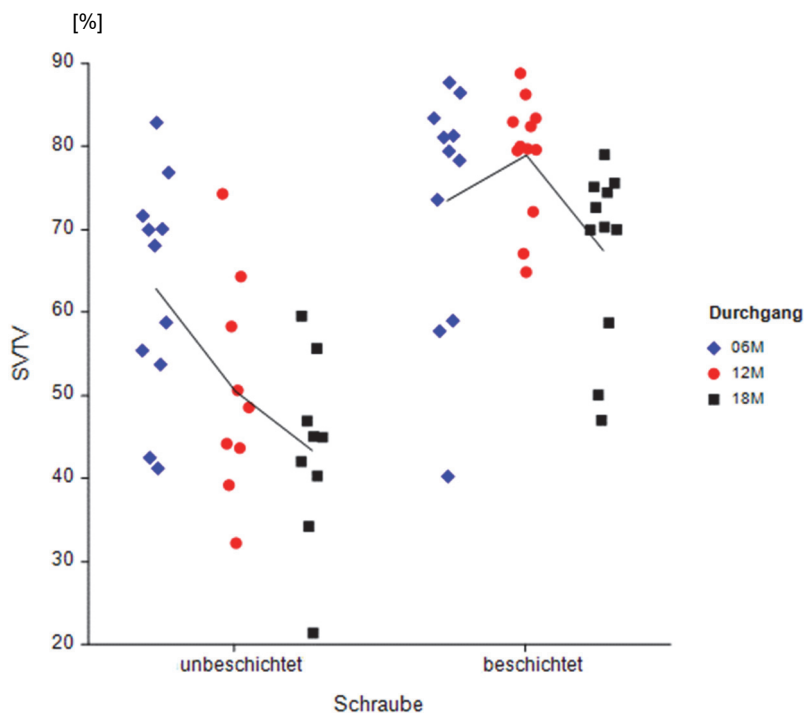 [%]
90
80
70
60
50
40
30
20
SVTV
unbeschichtet
beschichtet
Schraube
Durchgang
06M
12M
18M